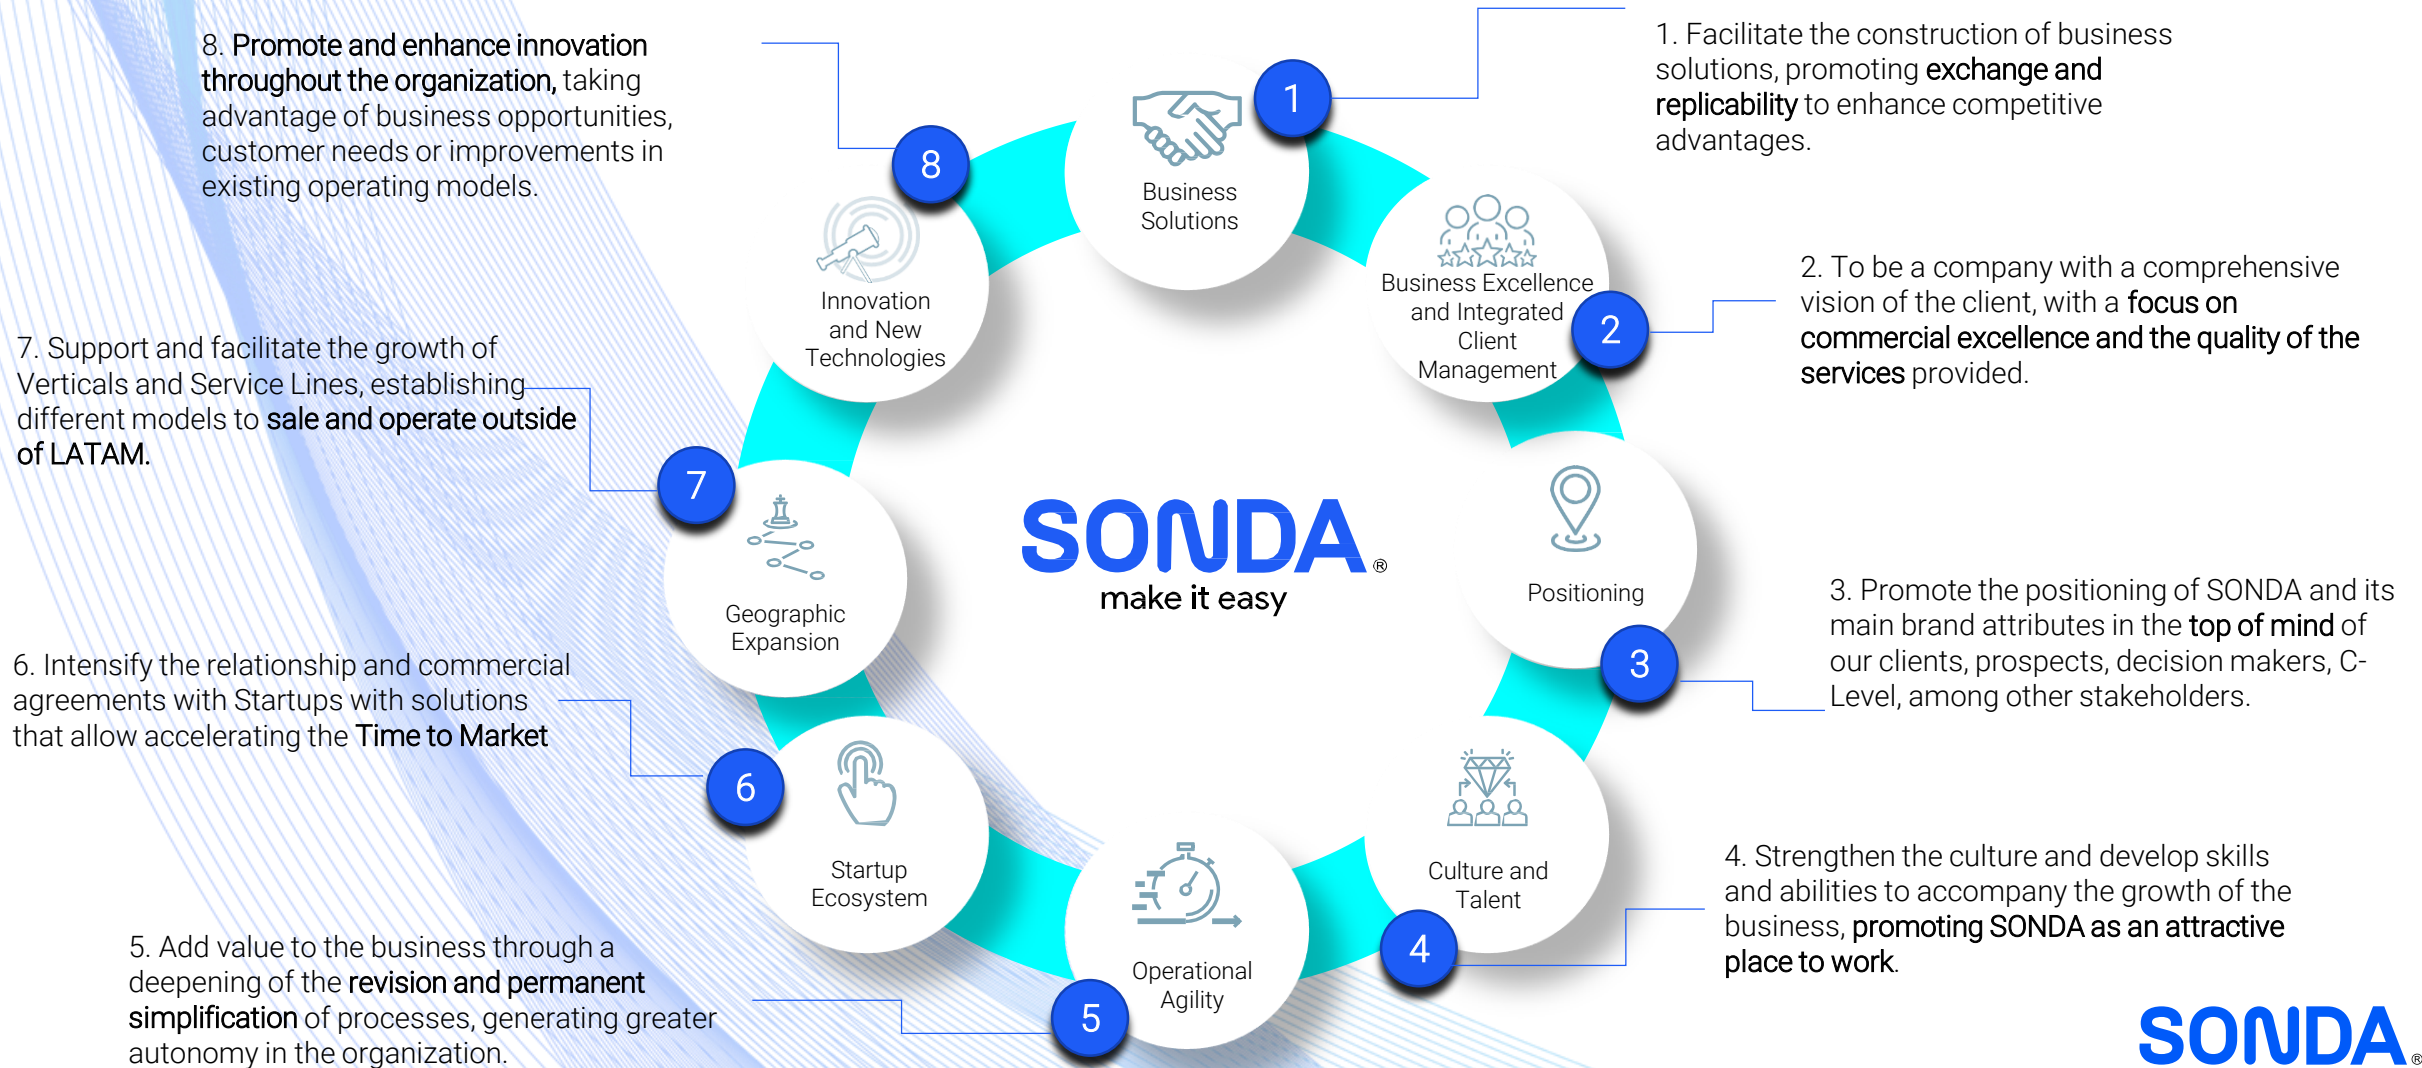 1. Facilitate the construction of business
solutions, promoting exchange and
replicability to enhance competitive
advantages.
1
Business
Solutions
2. To be a company with a comprehensive
vision of the client, with a focus on
commercial excellence and the quality of the
services provided.
2
Business Excellence
and Integrated
Client
Management
3. Promote the positioning of SONDA and its
main brand attributes in the top of mind of
our clients, prospects, decision makers, C-
Level, among other stakeholders.
3
Positioning
4. Strengthen the culture and develop skills
and abilities to accompany the growth of the
business, promoting SONDA as an attractive
place to work.
4
Culture and
Talent
5. Add value to the business through a
deepening of the revision and permanent
simplification of processes, generating greater
autonomy in the organization.
5
Operational
Agility
6. Intensify the relationship and commercial
agreements with Startups with solutions
that allow accelerating the Time to Market
6
Startup
Ecosystem
7. Support and facilitate the growth of
Verticals and Service Lines, establishing
different models to sale and operate outside
of LATAM.
7
Geographic
Expansion
8. Promote and enhance innovation
throughout the organization, taking
advantage of business opportunities,
customer needs or improvements in
existing operating models.
8
Innovation
and New
Technologies
SONDA®
make it easy
SONDA®